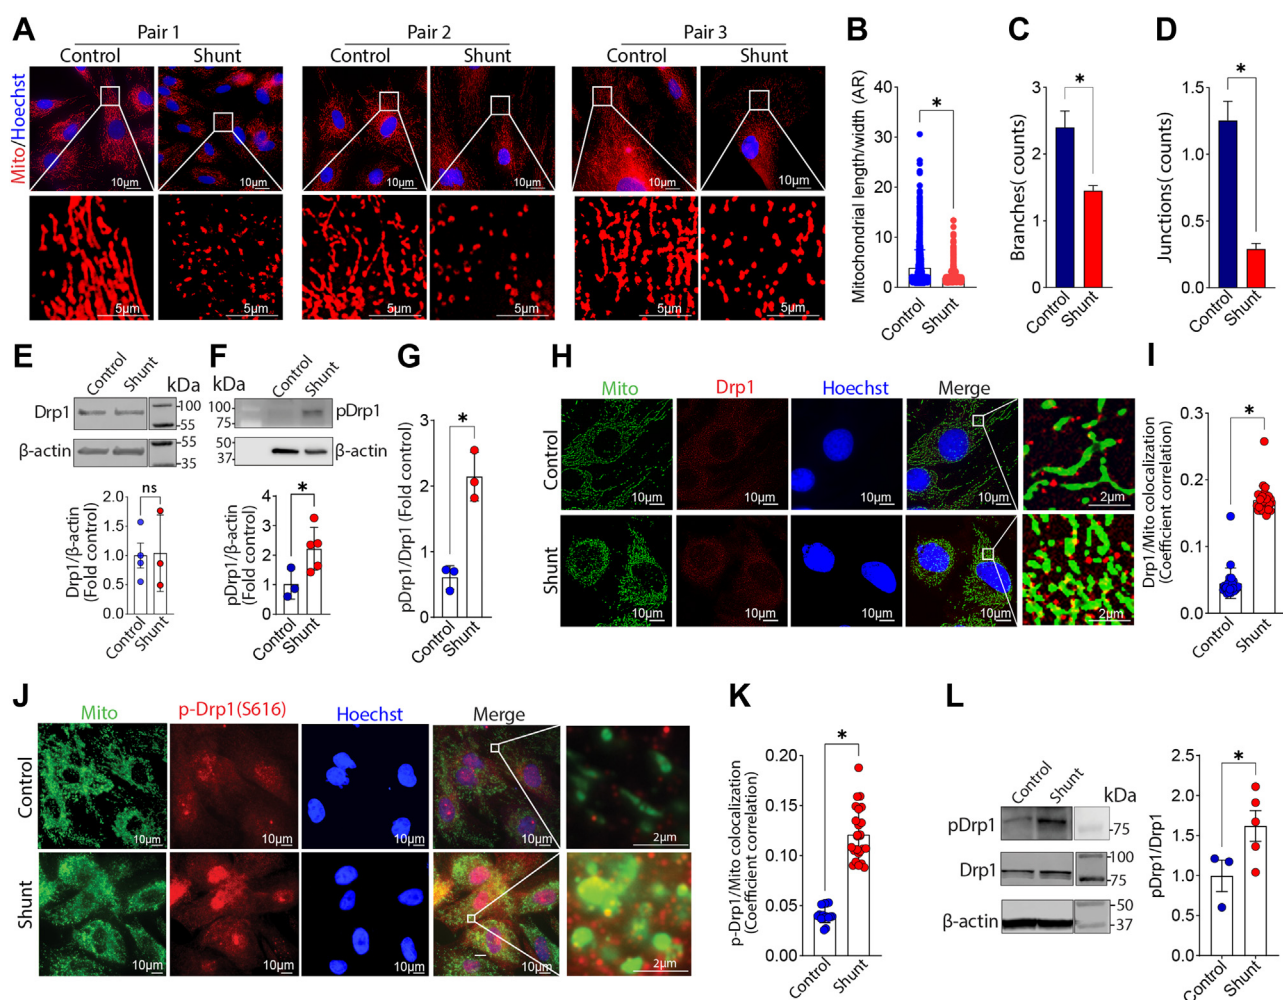 A
Pair 1
Pair 2
Pair 3
Control
Shunt
Control
Shunt
Control
Shunt
Mito/Hoechst
10µm
10µm
10µm
10µm
10µm
10µm
5µm
5µm
5µm
5µm
5µm
5µm
B
Mitochondrial length/width (AR)
40
30
20
10
0
*
Control
Shunt
C
Branches( counts)
3
2
1
0
*
Control
Shunt
D
Junctions( counts)
1.5
1.0
0.5
0.0
*
Control
Shunt
E
Control
Shunt
kDa
Drp1
100
55
β-actin
55
35
Drp1/β-actin
(Fold control)
2.0
1.5
1.0
0.5
0.0
ns
Control
Shunt
F
kDa
Control
Shunt
100
75
pDrp1
50
37
β-actin
pDrp1/β-actin
(Fold control)
4
3
2
1
0
*
Control
Shunt
G
pDrp1/Drp1 (Fold control)
3
2
1
0
*
Control
Shunt
H
Mito
Drp1
Hoechst
Merge
Control
10µm
10µm
10µm
10µm
2µm
Shunt
10µm
10µm
10µm
10µm
2µm
I
Drp1/Mito colocalization
(Coefficient correlation)
0.3
0.2
0.1
0.0
*
Control
Shunt
J
Mito
p-Drp1(S616)
Hoechst
Merge
Control
10µm
10µm
10µm
10µm
2µm
Shunt
10µm
10µm
10µm
10µm
2µm
K
p-Drp1/Mito colocalization
(Coefficient correlation)
0.20
0.15
0.10
0.05
0.00
*
Control
Shunt
L
Control
Shunt
kDa
pDrp1
75
Drp1
100
75
β-actin
50
37
pDrp1/Drp1
2.5
2.0
1.5
1.0
0.5
0.0
*
Control
Shunt